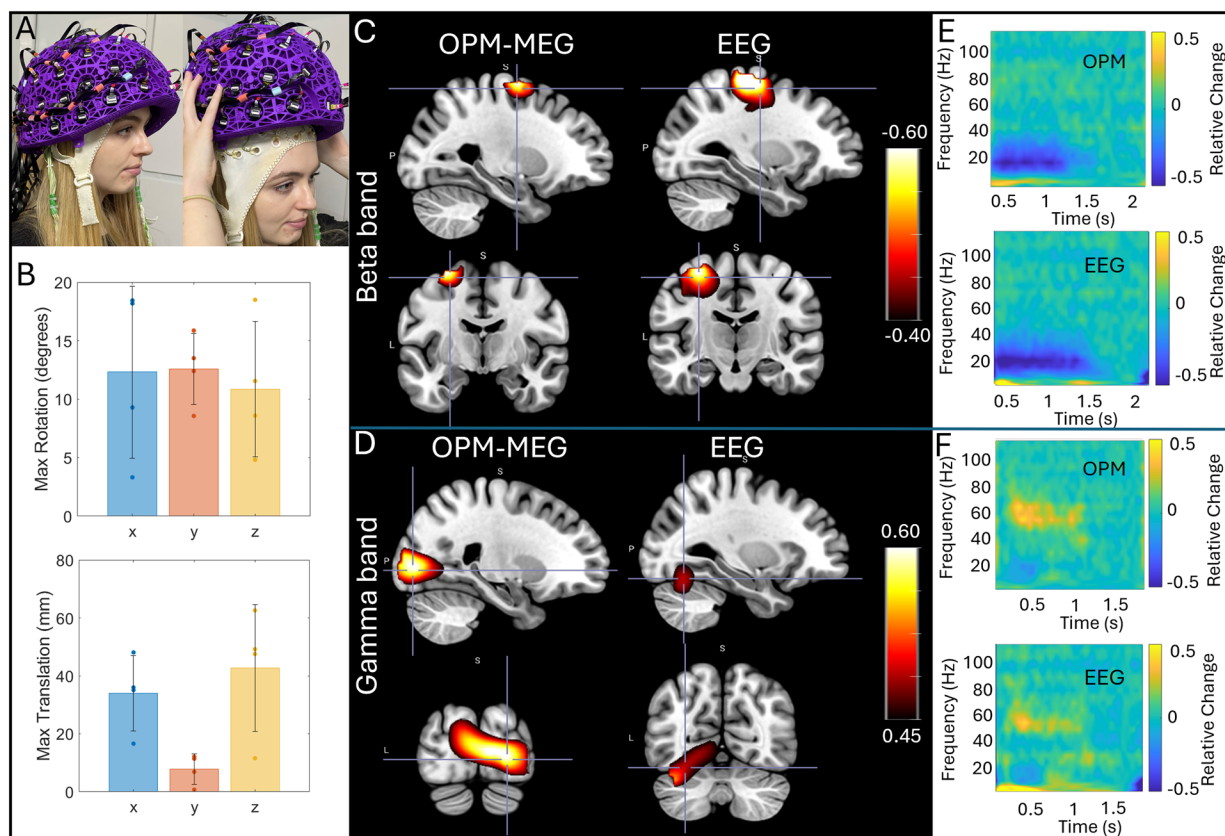 A
B
20
15
10
5
0
Max Rotation (degrees)
x
y
z
80
60
40
20
0
Max Translation (mm)
x
y
z
C
OPM-MEG
EEG
S
S
P
P
Beta band
S
S
L
L
-0.60
-0.40
D
OPM-MEG
EEG
S
S
P
P
Gamma band
S
S
L
L
0.60
0.45
E
OPM
Frequency (Hz)
100
80
60
40
20
0.5
1
1.5
2
Time (s)
0.5
0
-0.5
Relative Change
EEG
Frequency (Hz)
100
80
60
40
20
0.5
1
1.5
2
Time (s)
0.5
0
-0.5
Relative Change
F
OPM
Frequency (Hz)
100
80
60
40
20
0.5
1
1.5
Time (s)
0.5
0
-0.5
Relative Change
EEG
Frequency (Hz)
100
80
60
40
20
0.5
1
1.5
Time (s)
0.5
0
-0.5
Relative Change